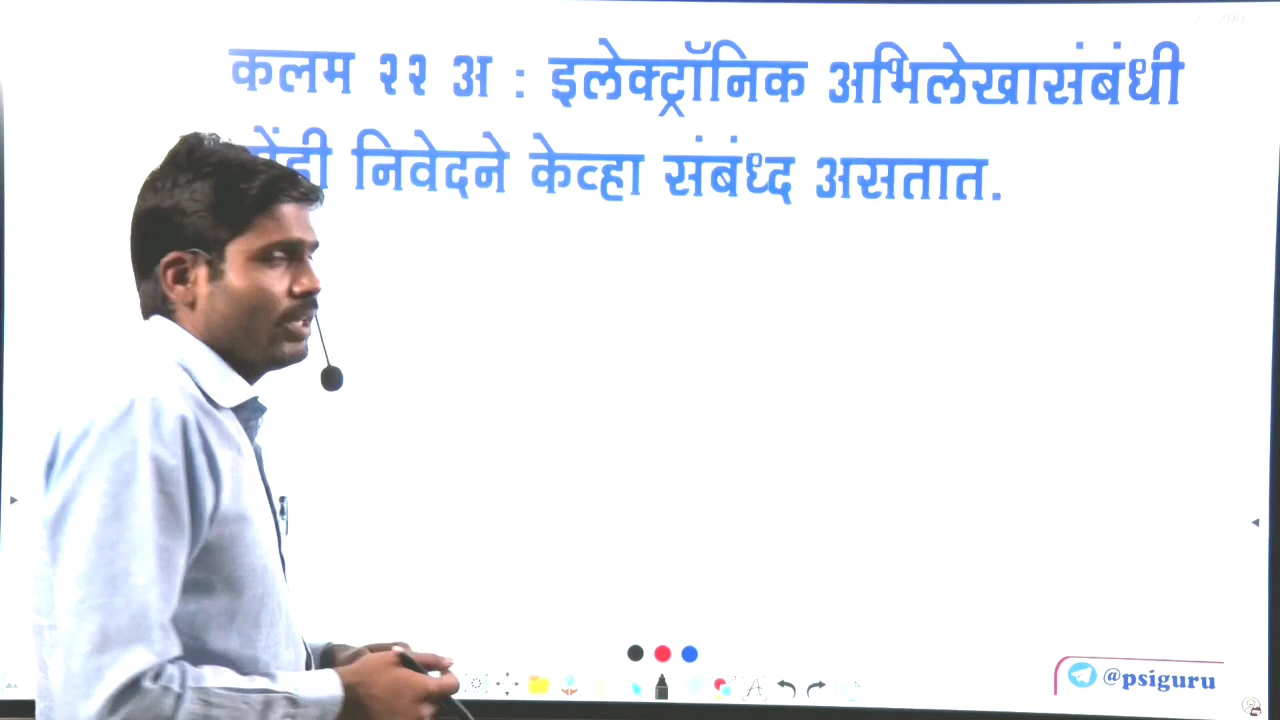 कलम २२ अ : इलेक्ट्रॉनिक अभिलेखासंबंधी
निवेदने केव्हा संबंध्द असतात.
@psiguru